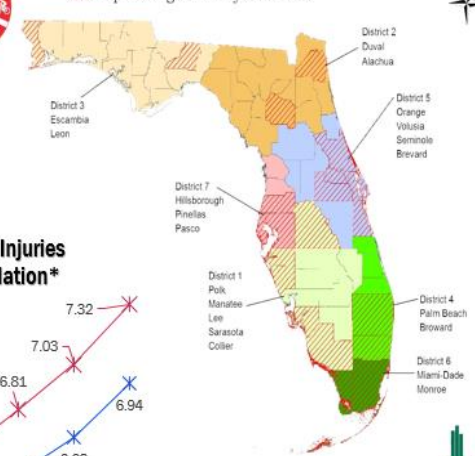 District 2
Duval
Alachua
District 3
Escambia
Leon
District 5
Orange
Volusia
Seminole
Brevard
District 7
Hillsborough
Pinellas
Pasco
Injuries
lation*
District 1
Polk
Manatee
Lee
Sarasota
Collier
District 4
Palm Beach
Broward
District 6
Miami-Dade
Monroe
7.32
7.03
6.81
6.94